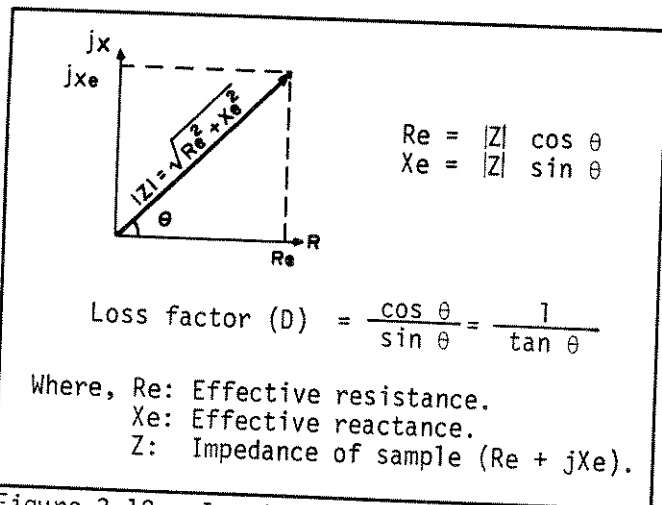 jx
jxe
|Z| = √Re² + Xe²
θ
R
Re
Re = |Z| cos θ
Xe = |Z| sin θ
Loss factor (D) = cos θ / sin θ = 1 / tan θ
Where, Re: Effective resistance.
Xe: Effective reactance.
Z: Impedance of sample (Re + jXe).